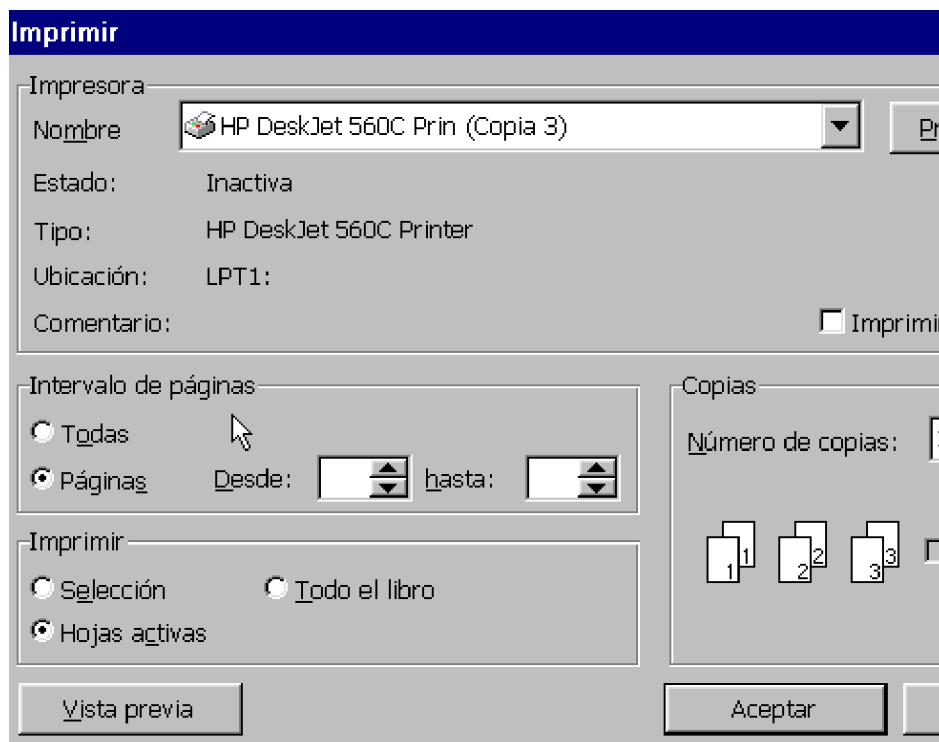 Imprimir
Impresora
Nombre HP DeskJet 560C Prin (Copia 3)
Estado: Inactiva
Tipo: HP DeskJet 560C Printer
Ubicación: LPT1:
Comentario:
Intervalo de páginas Copias
Todas
Número de copias:
Páginas Desde: hasta:
Imprimir
1 1 2 2 3 3
Selección Todo el libro
Hojas activas
Vista previa Aceptar